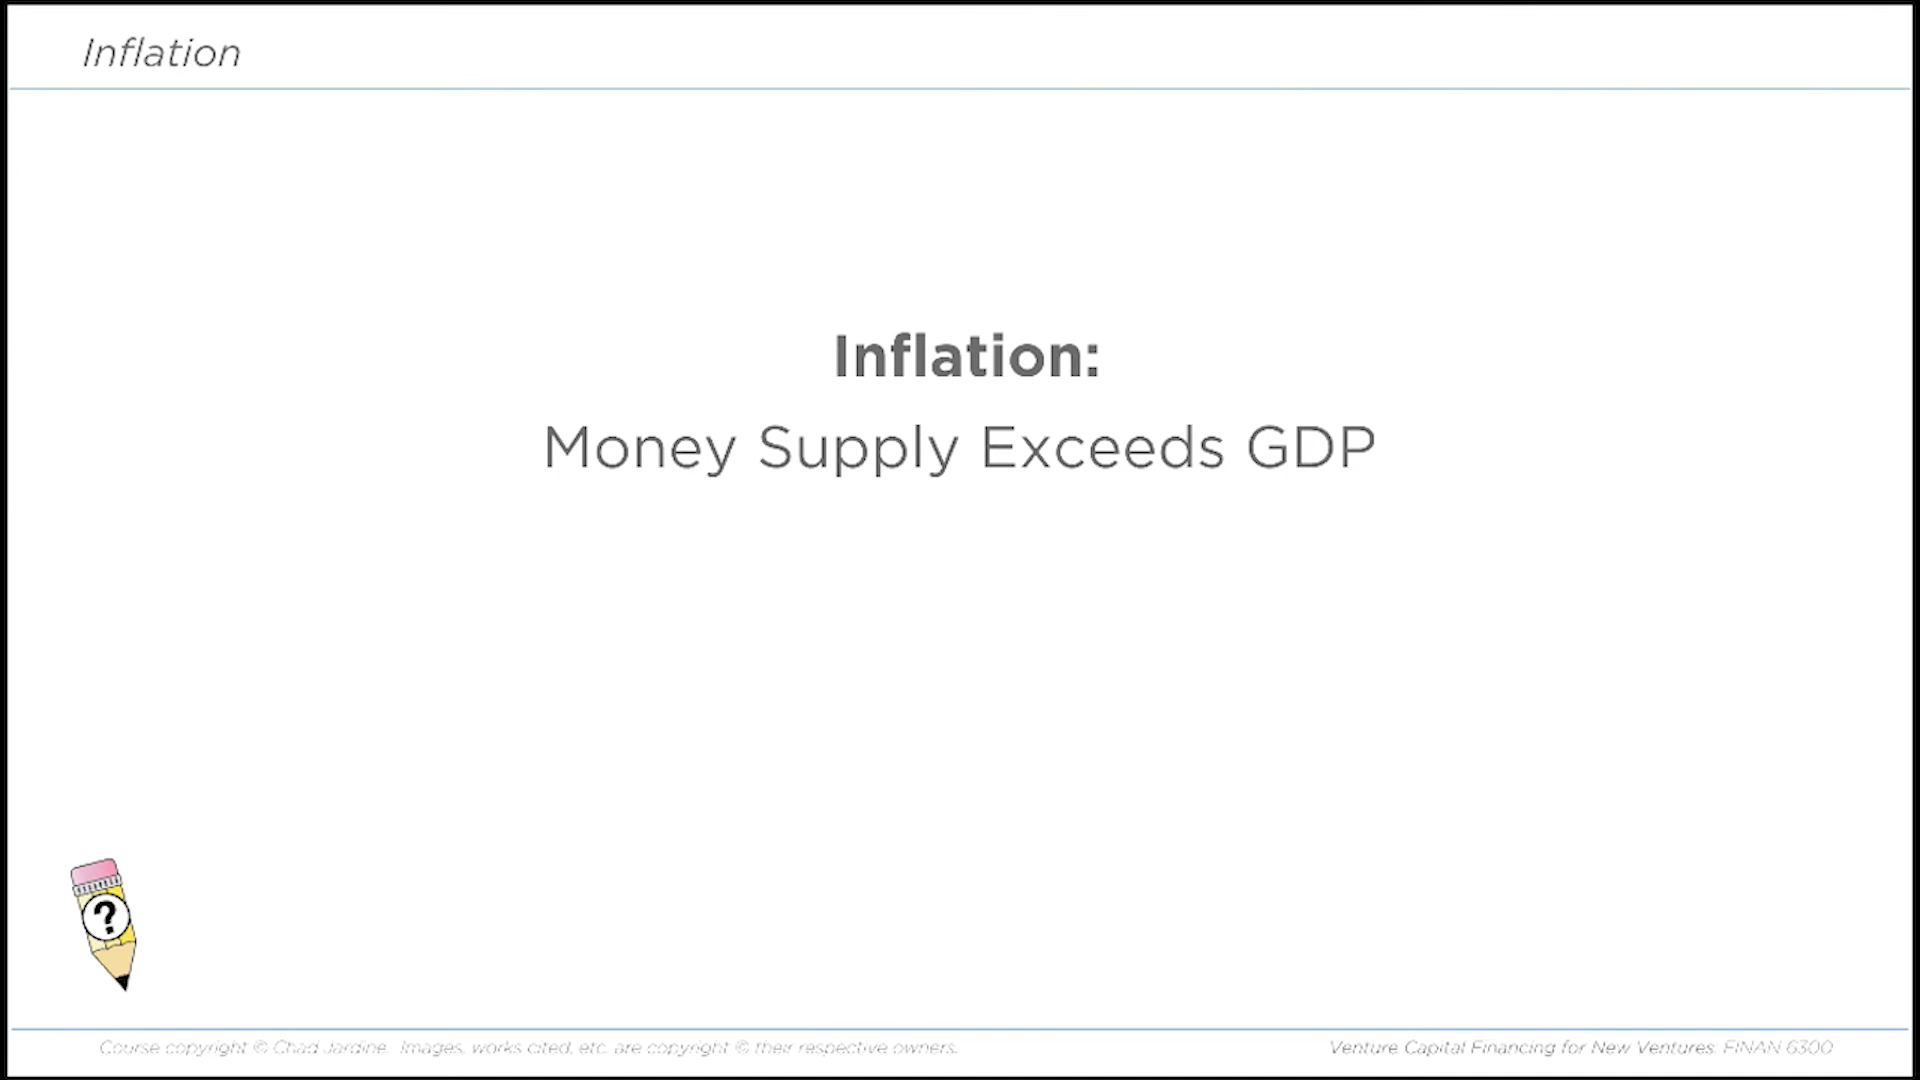 Inflation
Inflation:
Money Supply Exceeds GDP
?
Course copyright © Chad Jardine. Images, works cited, etc. are copyright © their respective owners.
Venture Capital Financing for New Ventures: FINAN 6300